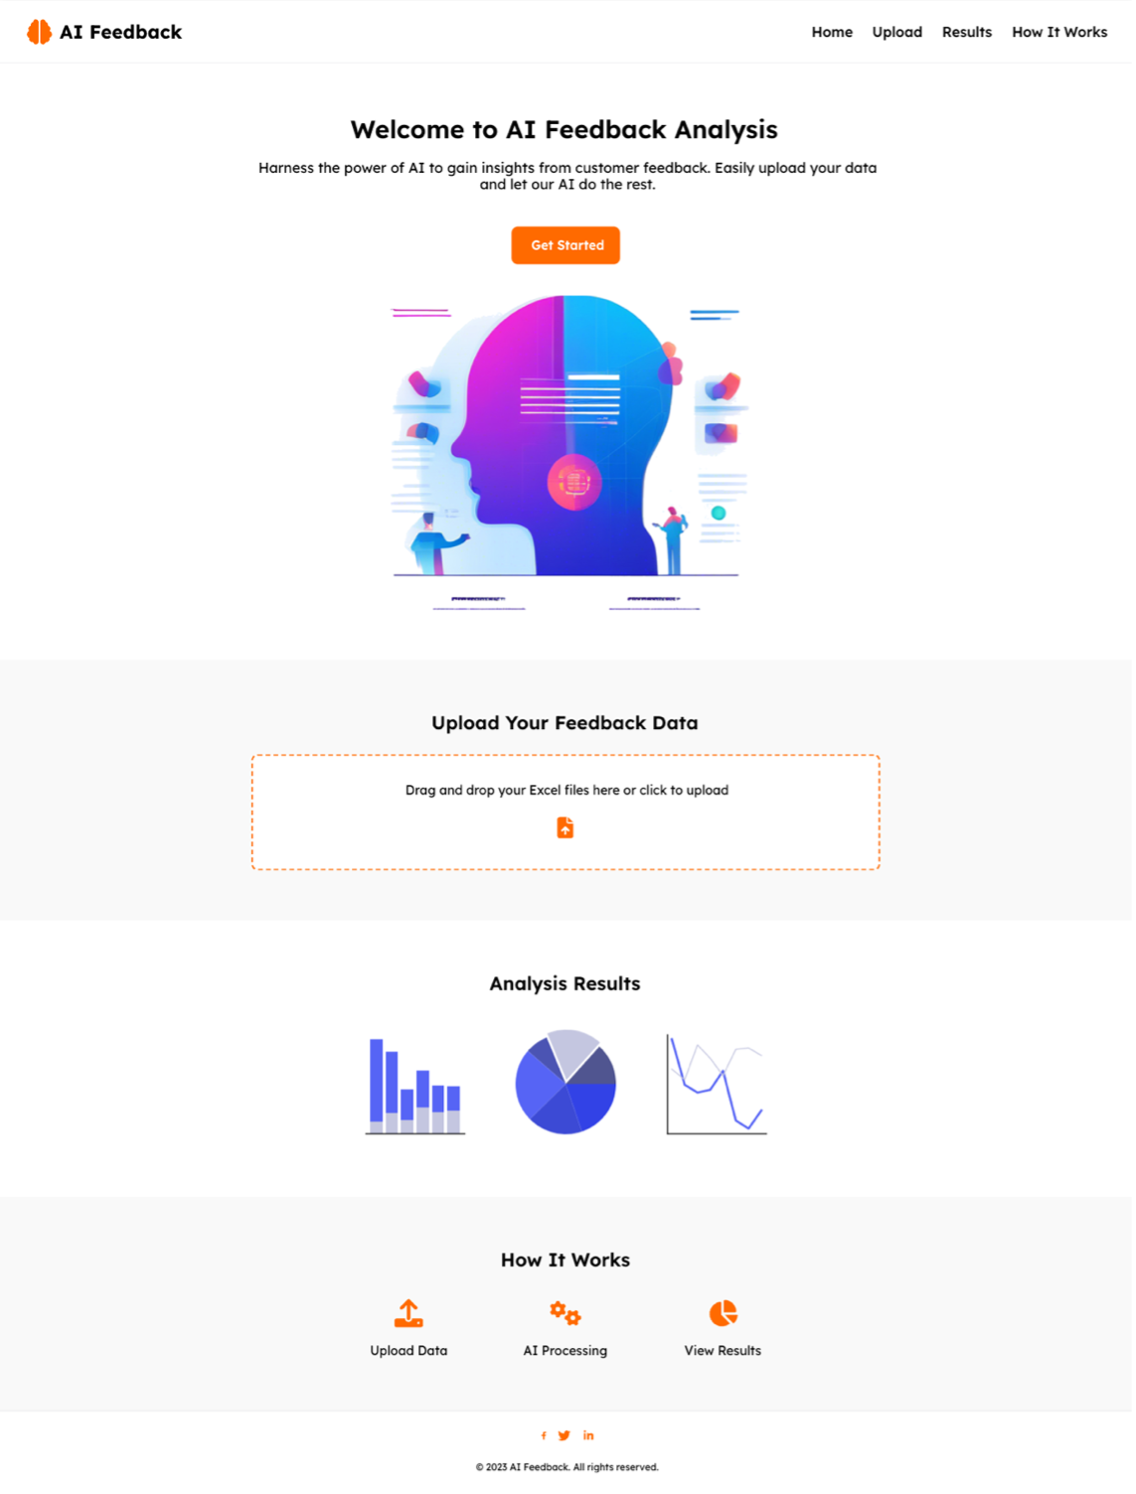 AI Feedback
Home
Upload
Results
How It Works
Welcome to AI Feedback Analysis
Harness the power of AI to gain insights from customer feedback. Easily upload your data
and let our AI do the rest.
Get Started
Upload Your Feedback Data
Drag and drop your Excel files here or click to upload
Analysis Results
How It Works
Upload Data
AI Processing
View Results
© 2023 AI Feedback. All rights reserved.